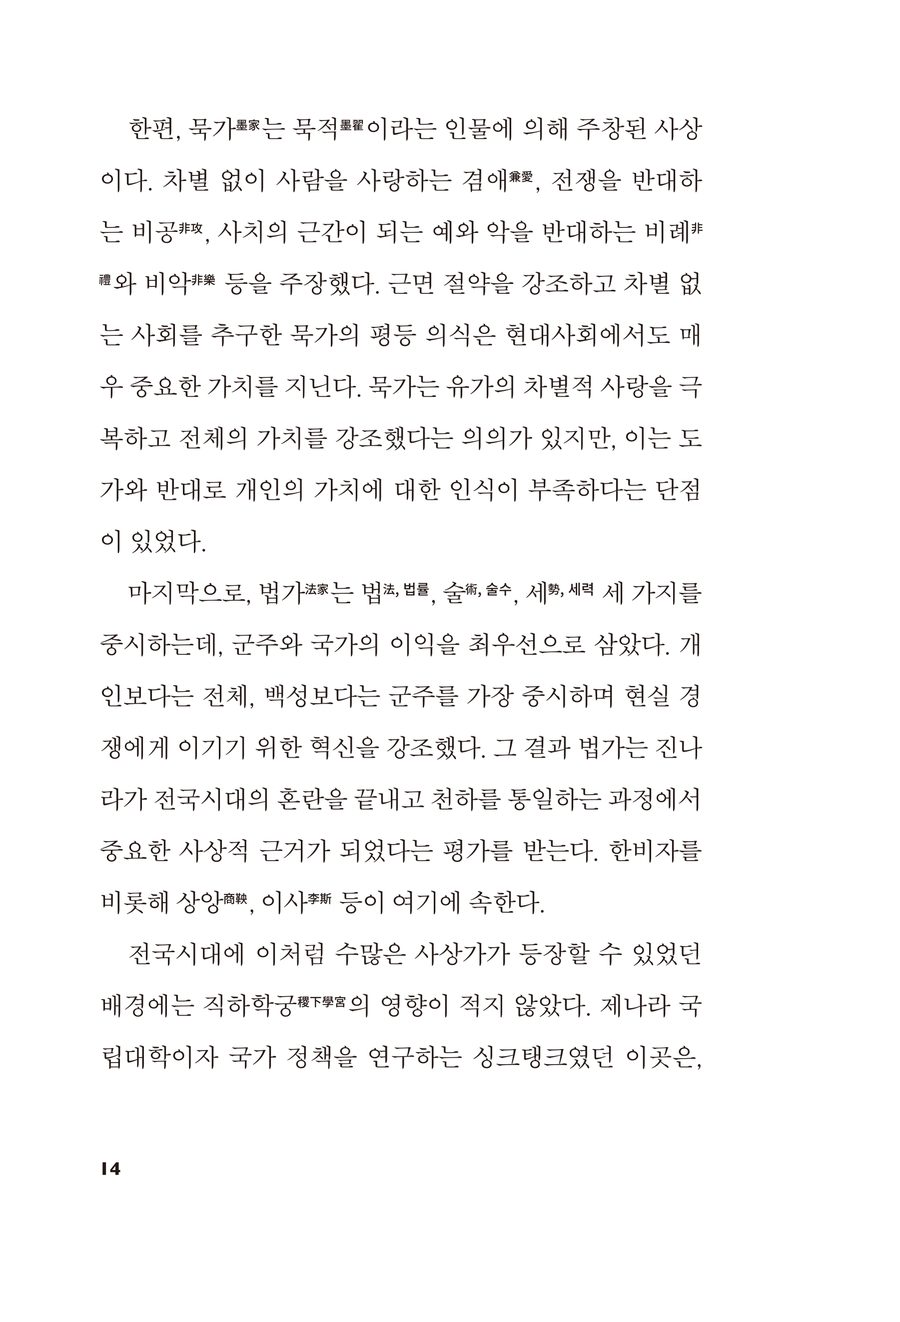 한편, 묵가墨家는 묵적墨翟이라는 인물에 의해 주창된 사상
이다. 차별 없이 사람을 사랑하는 겸애兼愛, 전쟁을 반대하
는 비공非攻, 사치의 근간이 되는 예와 악을 반대하는 비례非
禮와 비악非樂 등을 주장했다. 근면 절약을 강조하고 차별 없
는 사회를 추구한 묵가의 평등 의식은 현대사회에서도 매
우 중요한 가치를 지닌다. 묵가는 유가의 차별적 사랑을 극
복하고 전체의 가치를 강조했다는 의의가 있지만, 이는 도
가와 반대로 개인의 가치에 대한 인식이 부족하다는 단점
이 있었다.
마지막으로, 법가法家는 법法, 법률, 술術, 술수, 세勢, 세력 세 가지를
중시하는데, 군주와 국가의 이익을 최우선으로 삼았다. 개
인보다는 전체, 백성보다는 군주를 가장 중시하며 현실 경
쟁에게 이기기 위한 혁신을 강조했다. 그 결과 법가는 진나
라가 전국시대의 혼란을 끝내고 천하를 통일하는 과정에서
중요한 사상적 근거가 되었다는 평가를 받는다. 한비자를
비롯해 상앙商鞅, 이사李斯 등이 여기에 속한다.
전국시대에 이처럼 수많은 사상가가 등장할 수 있었던
배경에는 직하학궁稷下學宮의 영향이 적지 않았다. 제나라 국
립대학이자 국가 정책을 연구하는 싱크탱크였던 이곳은,
14